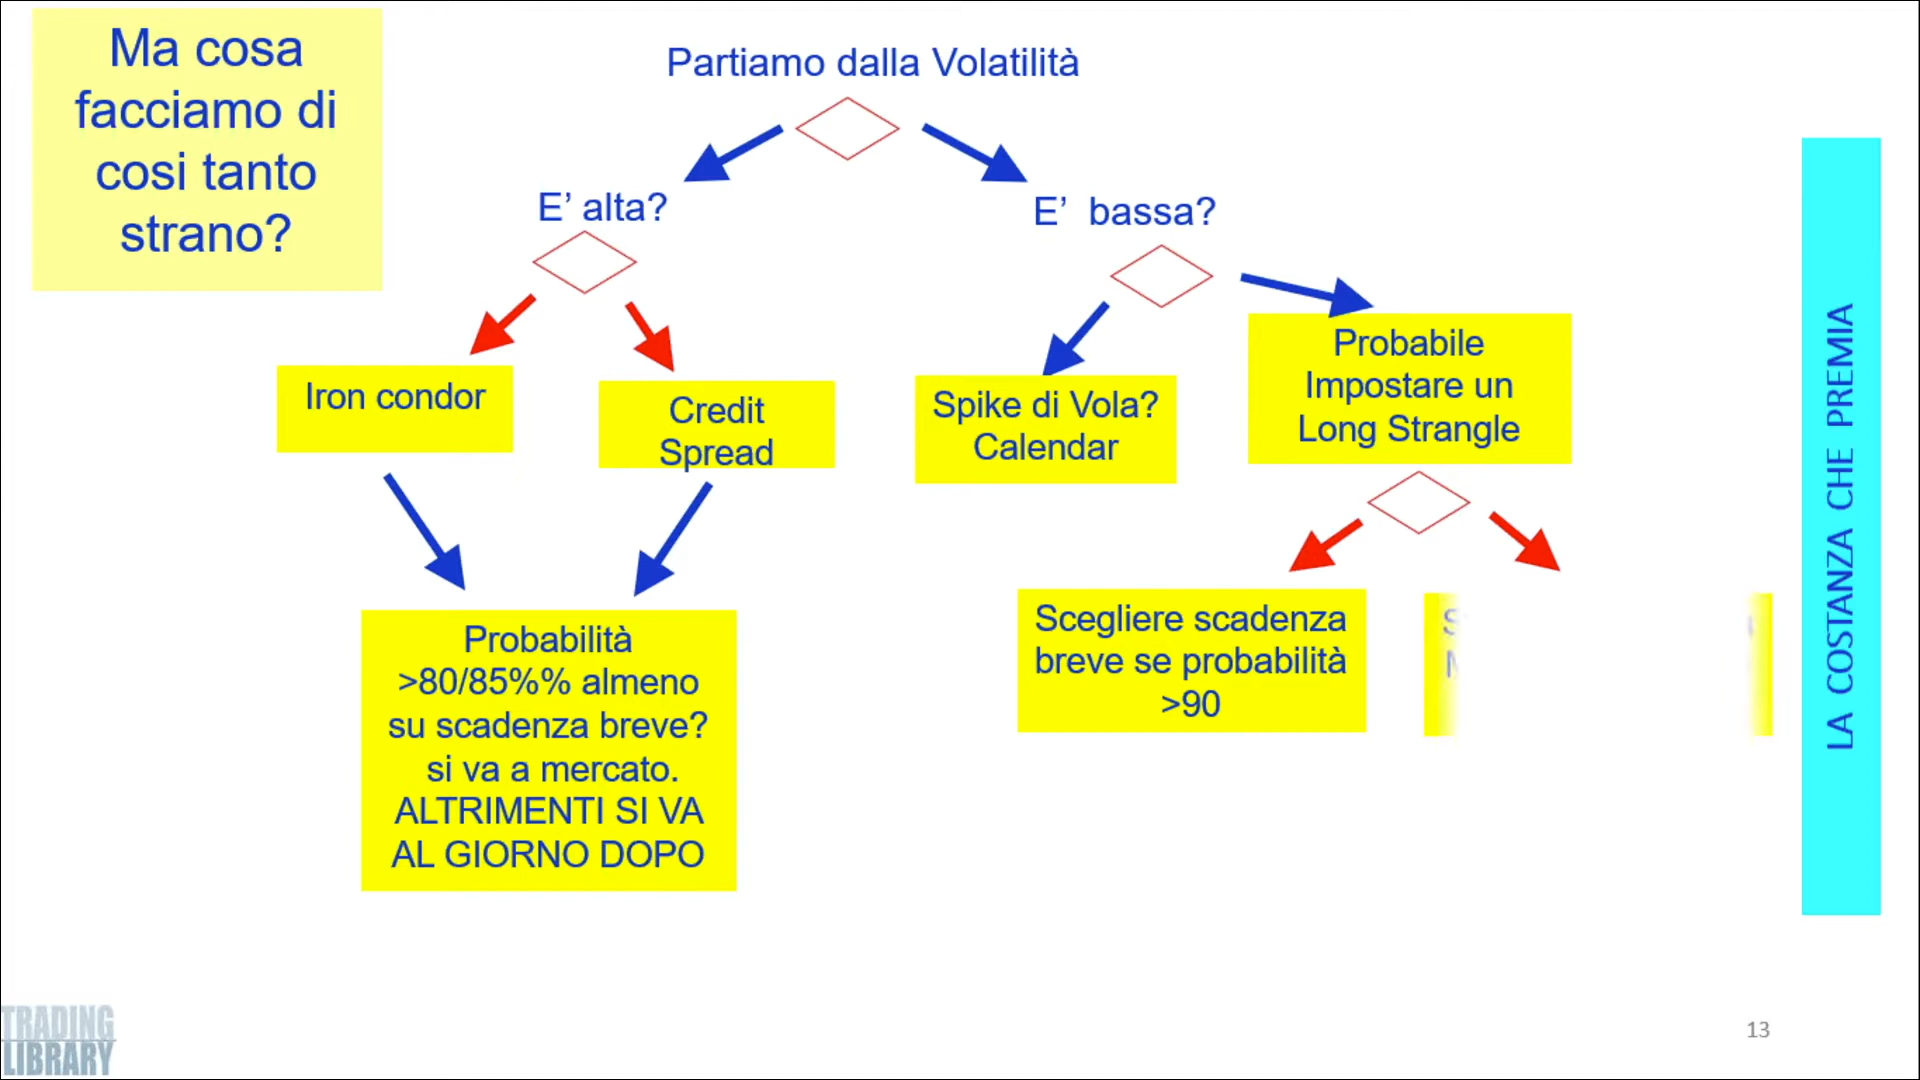 Ma cosa
facciamo di
cosi tanto
strano?
Partiamo dalla Volatilità
E’ alta?
E’ bassa?
Iron condor
Credit
Spread
Spike di Vola?
Calendar
Probabile
Impostare un
Long Strangle
Probabilità
>80/85%% almeno
su scadenza breve?
si va a mercato.
ALTRIMENTI SI VA
AL GIORNO DOPO
Scegliere scadenza
breve se probabilità
>90
LA COSTANZA CHE PREMIA
TRADING
LIBRARY
13